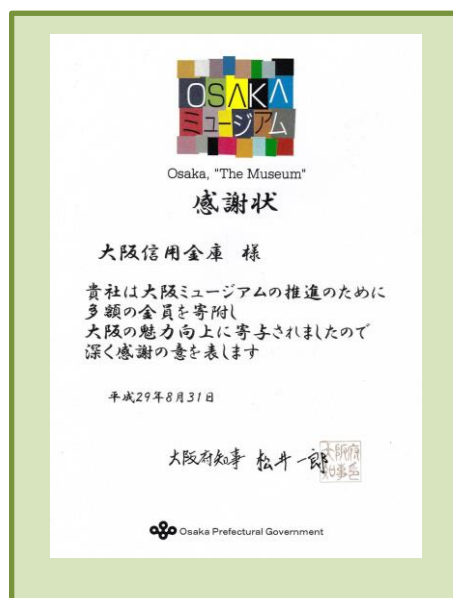 OSAKA
ミュージアム
Osaka, "The Museum"
感謝状
大阪信用金庫 様
貴社は大阪ミュージアムの推進のために
多額の金員を寄附し
大阪の魅力向上に寄与されましたので
深く感謝の意を表します
平成29年8月31日
大阪府知事 松井一郎
Osaka Prefectural Government